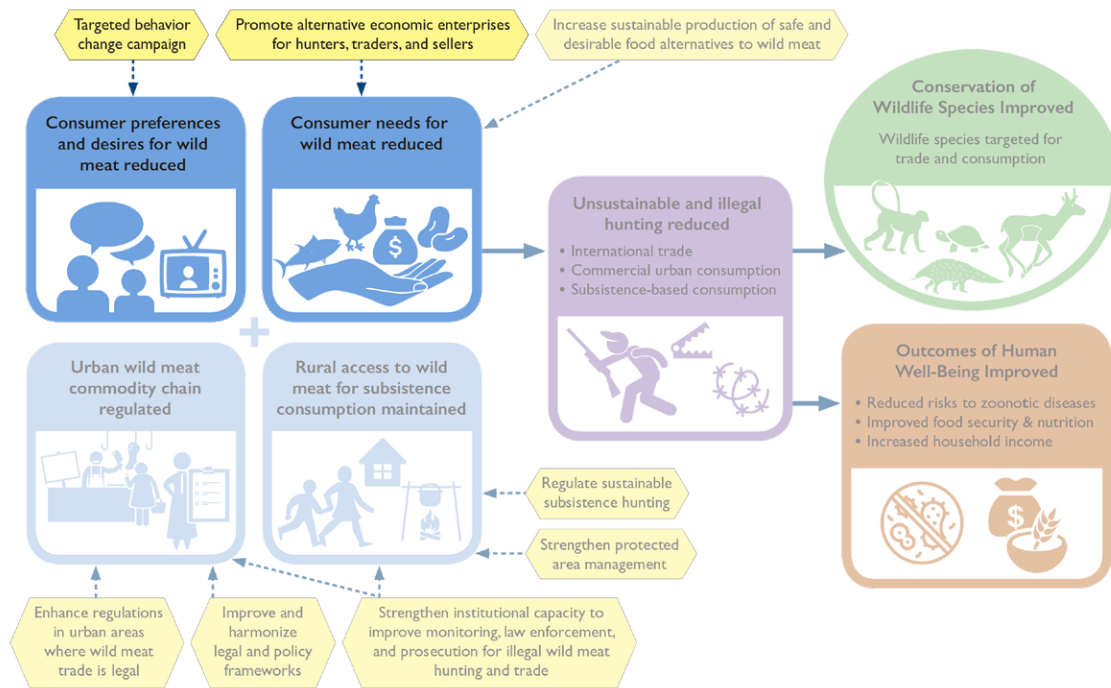 Targeted behavior
change campaign
Promote alternative economic enterprises
for hunters, traders, and sellers
Increase sustainable production of safe and
desirable food alternatives to wild meat
Consumer preferences
and desires for wild
meat reduced
Consumer needs for
wild meat reduced
$
Unsustainable and illegal
hunting reduced
• International trade
• Commercial urban consumption
• Subsistence-based consumption
Conservation of
Wildlife Species Improved
Wildlife species targeted for
trade and consumption
+
Urban wild meat
commodity chain
regulated
Rural access to wild
meat for subsistence
consumption maintained
Outcomes of Human
Well-Being Improved
• Reduced risks to zoonotic diseases
• Improved food security & nutrition
• Increased household income
$
Regulate sustainable
subsistence hunting
Strengthen protected
area management
Enhance regulations
in urban areas
where wild meat
trade is legal
Improve and
harmonize
legal and policy
frameworks
Strengthen institutional capacity to
improve monitoring, law enforcement,
and prosecution for illegal wild meat
hunting and trade